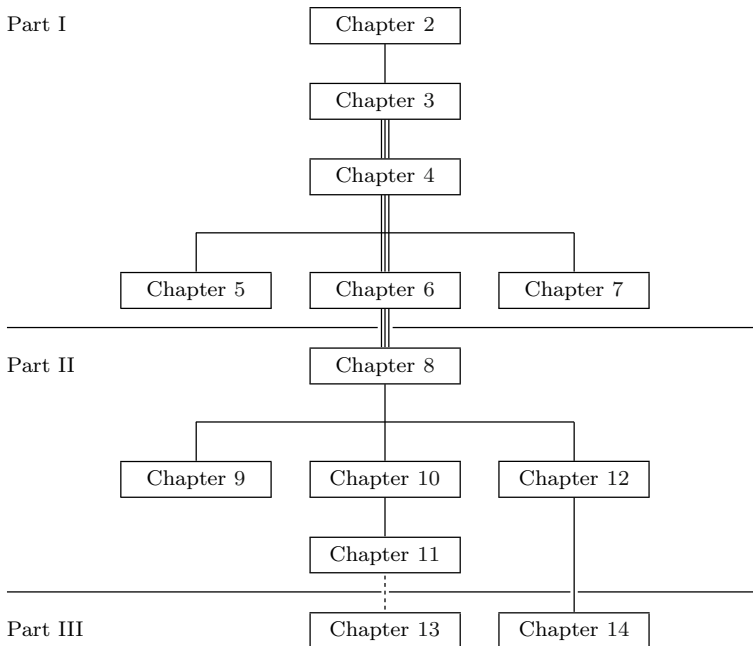 Part I
Chapter 2
Chapter 3
Chapter 4
Chapter 5
Chapter 6
Chapter 7
Part II
Chapter 8
Chapter 9
Chapter 10
Chapter 12
Chapter 11
Part III
Chapter 13
Chapter 14